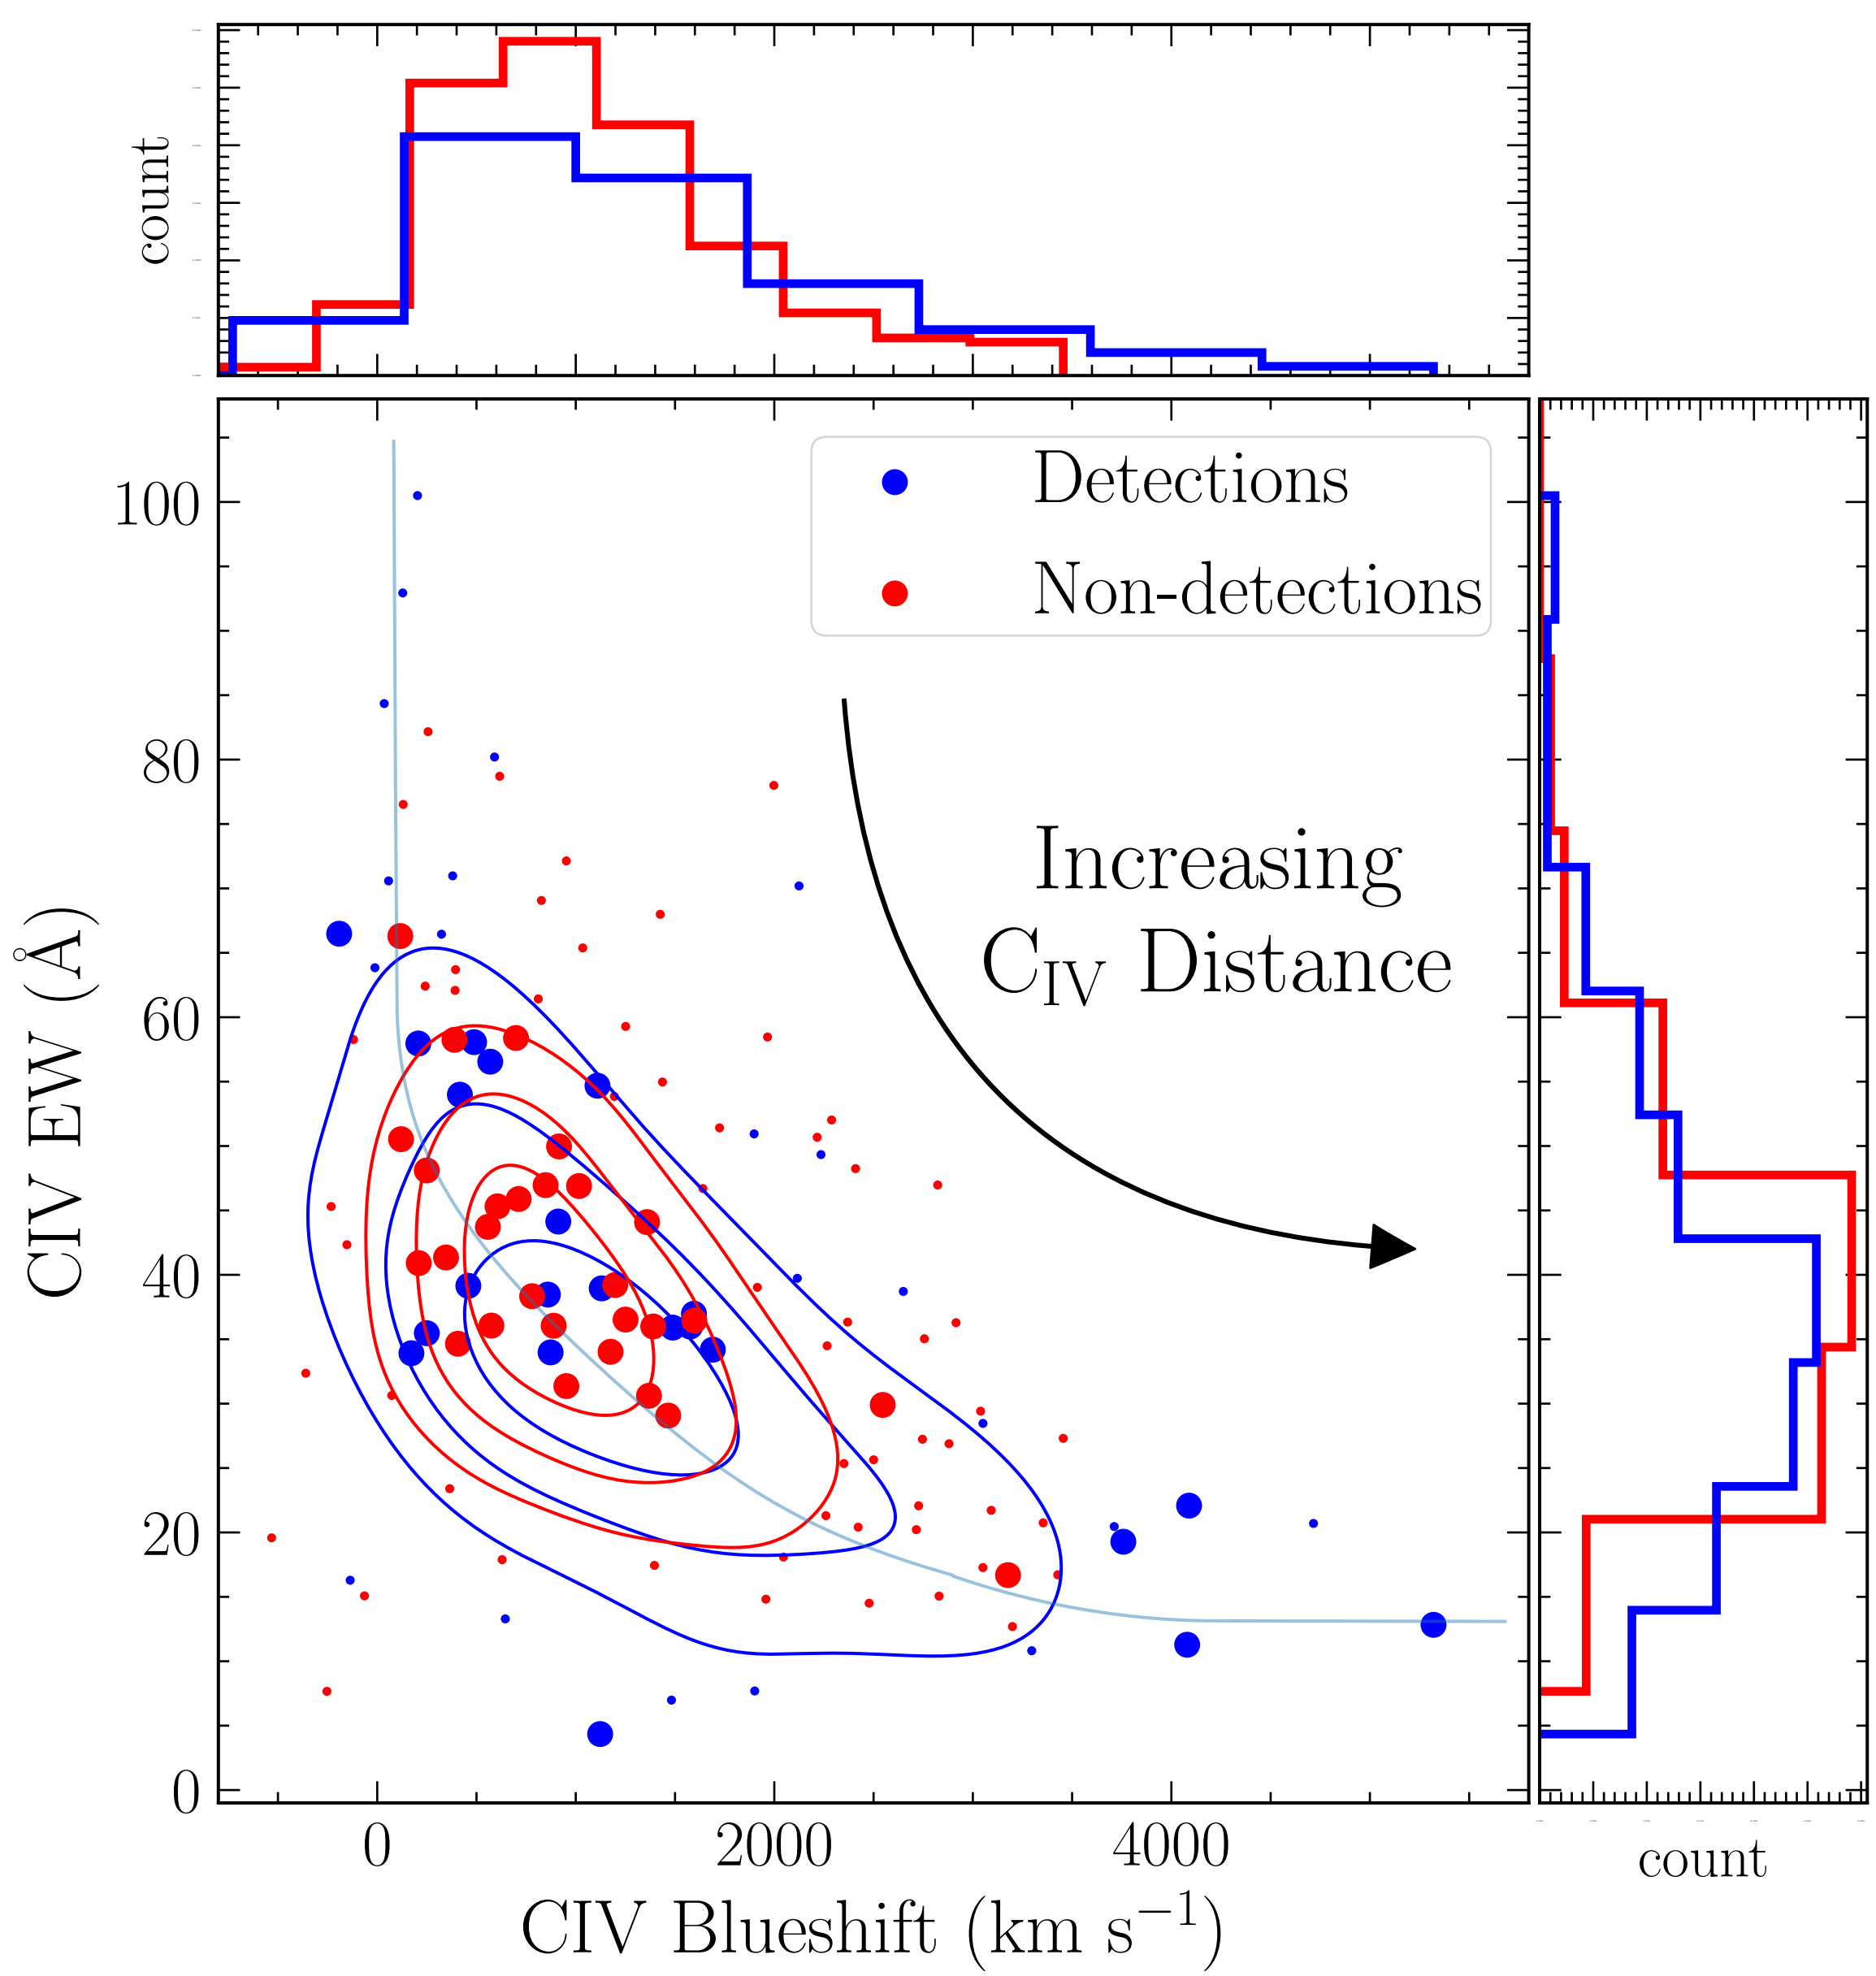 count
Detections
Non-detections
Increasing
CIV Distance
100
80
60
40
20
0
CIV EW (Å)
0
2000
4000
CIV Blueshift (km s⁻¹)
count